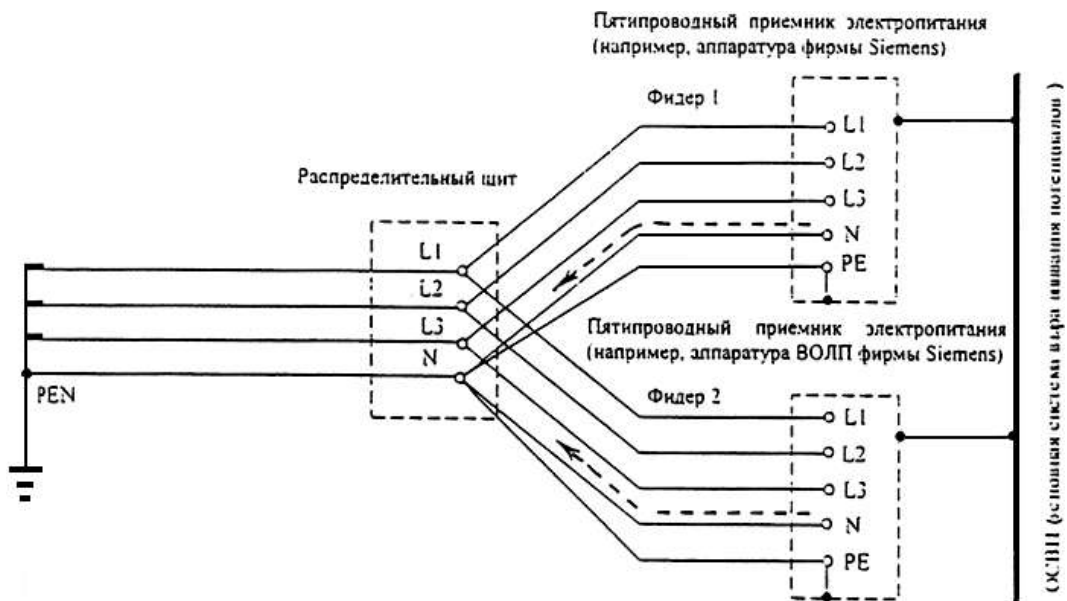 Пятипроводный приемник электропитания
(например, аппаратура фирмы Siemens)
Фидер 1
L1
L2
L3
N
PE
Распределительный щит
L1
L2
L3
N
PEN
Пятипроводный приемник электропитания
(например, аппаратура ВОЛП фирмы Siemens)
Фидер 2
L1
L2
L3
N
PE
ОСВП (основная система выравнивания потенциалов)